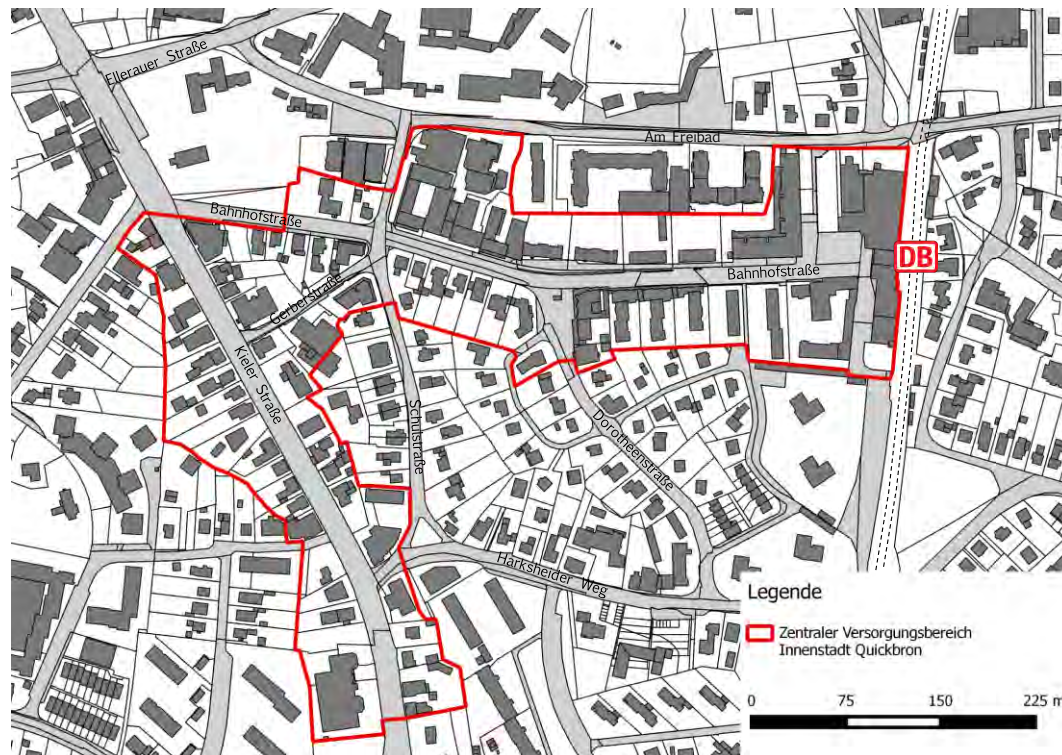 Ellerauer Straße
Am Freibad
Bahnhofstraße
Bahnhofstraße
DB
Gerberstraße
Kieler Straße
Schulstraße
Dorotheenstraße
Harksheider Weg
Legende
Zentraler Versorgungsbereich
Innenstadt Quickbron
0 75 150 225 m